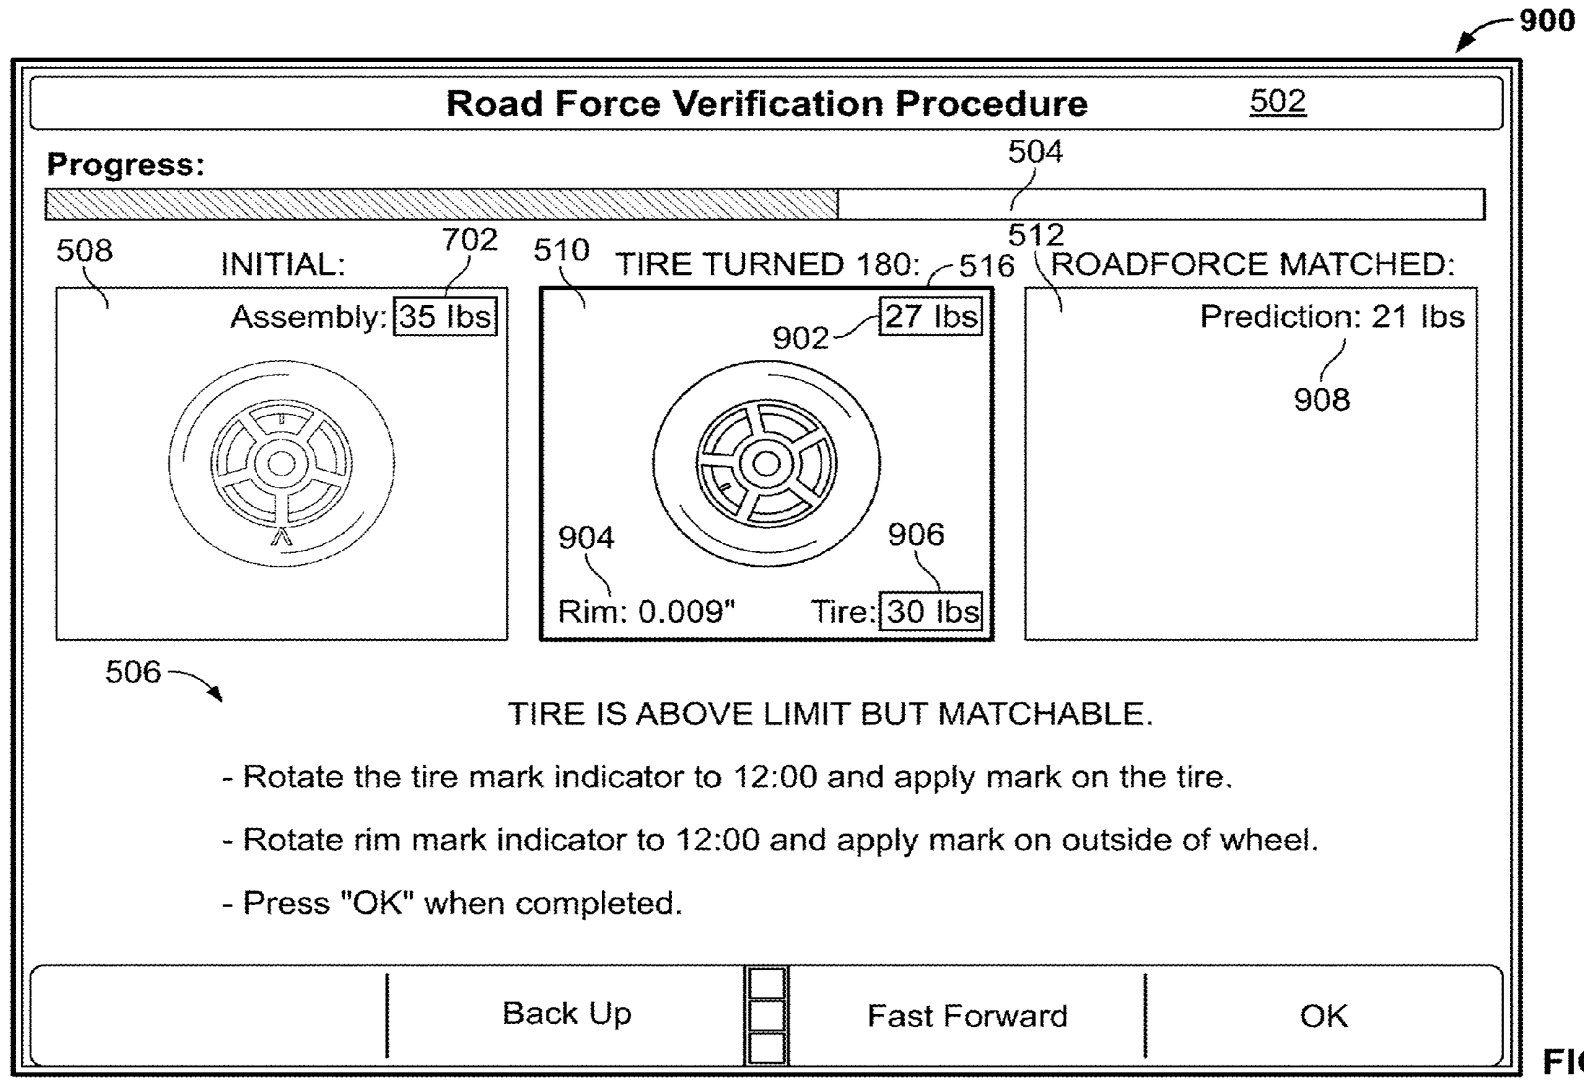 900
Road Force Verification Procedure 502
Progress:
504
508 INITIAL: 702 510 TIRE TURNED 180: 516 512 ROADFORCE MATCHED:
Assembly: 35 lbs 27 lbs Prediction: 21 lbs
902
908
904 906
Rim: 0.009" Tire: 30 lbs
506
TIRE IS ABOVE LIMIT BUT MATCHABLE.
- Rotate the tire mark indicator to 12:00 and apply mark on the tire.
- Rotate rim mark indicator to 12:00 and apply mark on outside of wheel.
- Press "OK" when completed.
Back Up Fast Forward OK